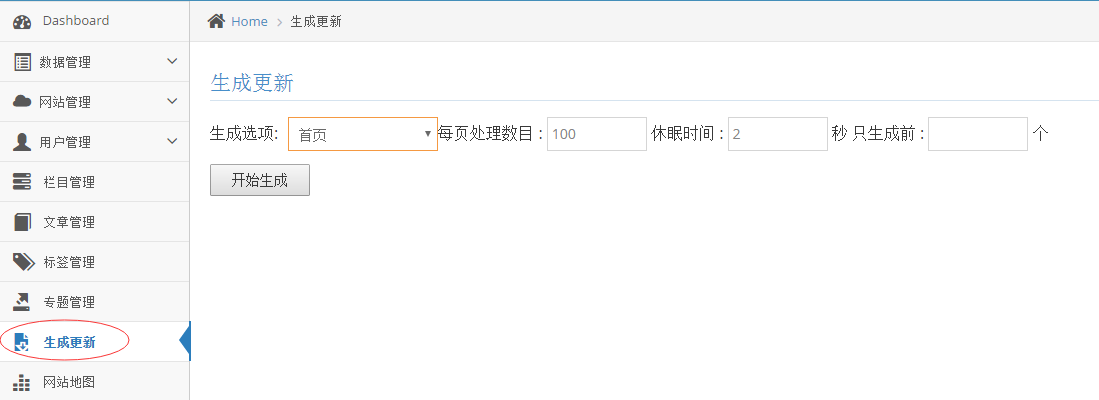 Dashboard
数据管理
网站管理
用户管理
栏目管理
文章管理
标签管理
专题管理
生成更新
网站地图
Home > 生成更新
生成更新
生成选项: 首页 每页处理数目 : 100 休眠时间 : 2 秒 只生成前 : 个
开始生成